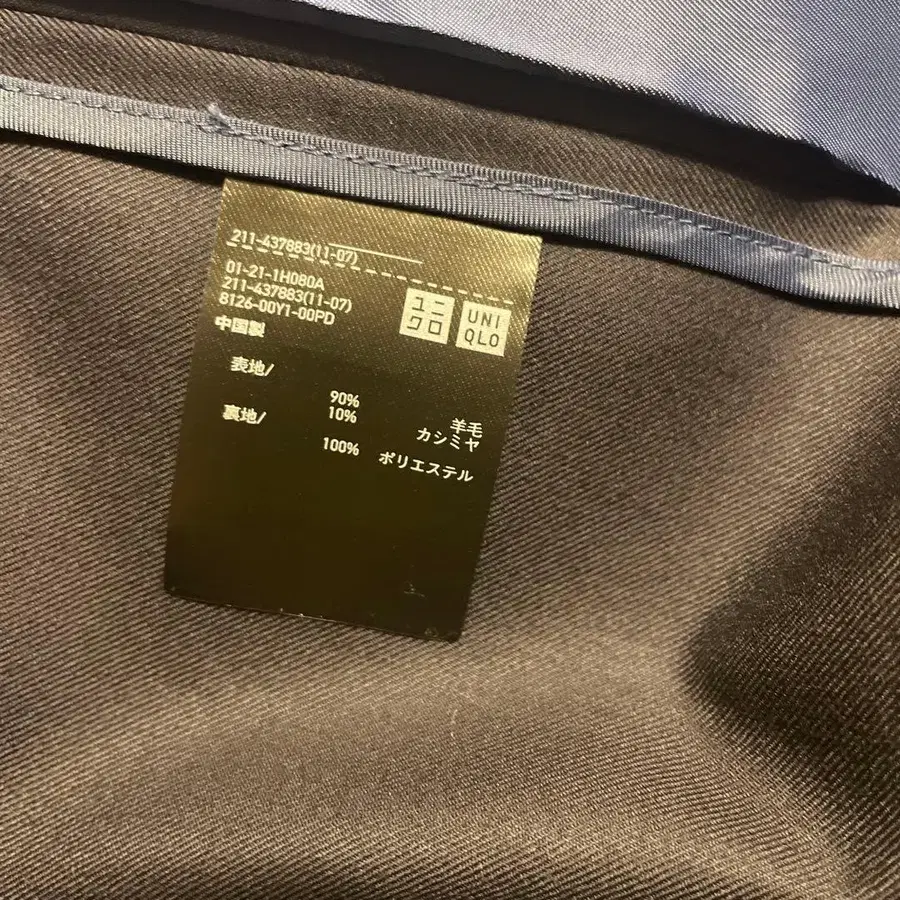 211-437883(11-07)
01-21-1H080A
211-437883(11-07)
8126-00Y1-00PD
中国製
ユニ
クロ
UNI
QLO
表地/
90% 羊毛
10% カシミヤ
裏地/
100% ポリエステル